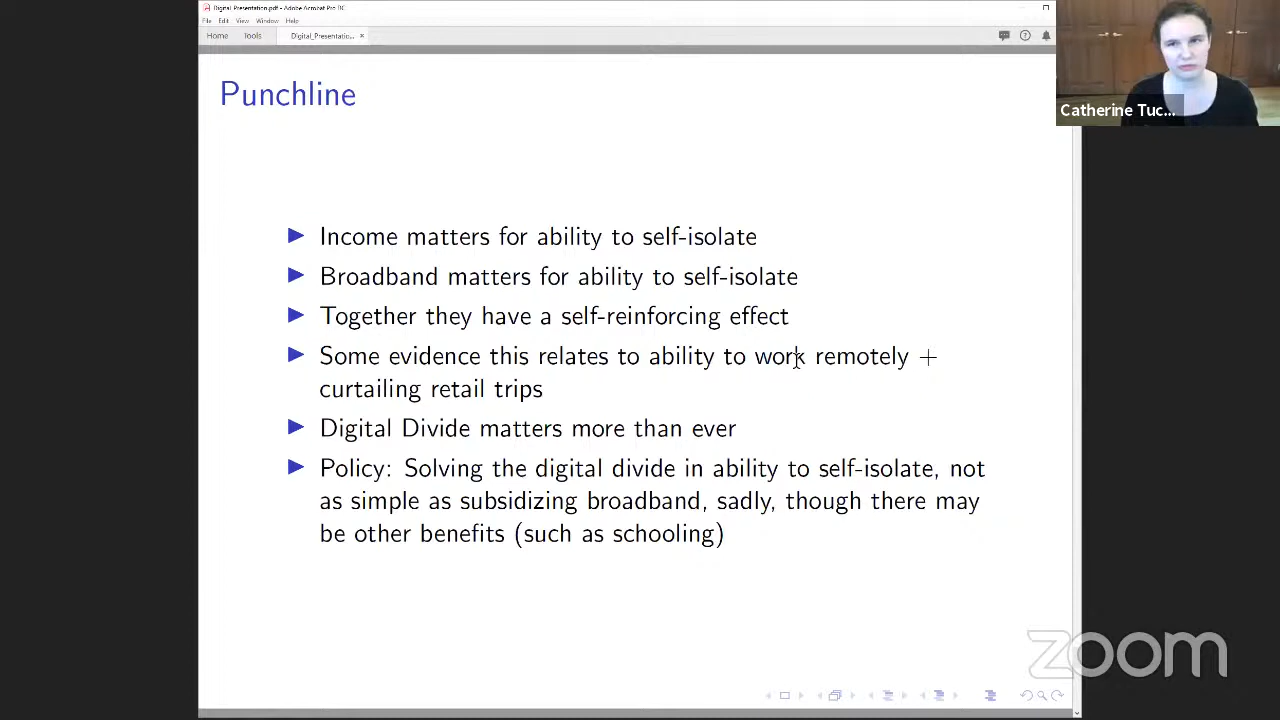 Digital_Presentation.pdf - Adobe Acrobat Pro DC
File Edit View Window Help
Home Tools Digital_Presentatio... ×
Catherine Tuc...
Punchline
Income matters for ability to self-isolate
Broadband matters for ability to self-isolate
Together they have a self-reinforcing effect
Some evidence this relates to ability to work remotely +
curtailing retail trips
Digital Divide matters more than ever
Policy: Solving the digital divide in ability to self-isolate, not
as simple as subsidizing broadband, sadly, though there may
be other benefits (such as schooling)
zoom